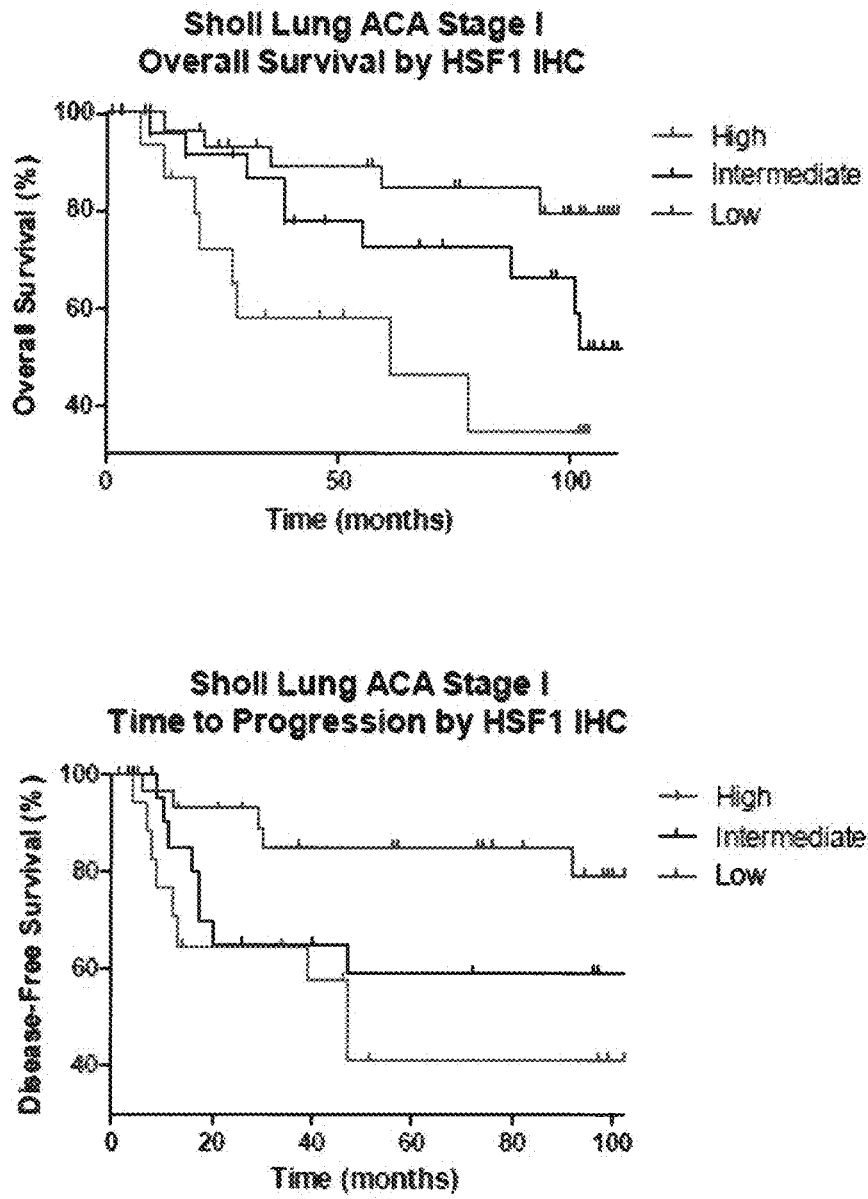 Sholl Lung ACA Stage I
Overall Survival by HSF1 IHC
Overall Survival (%)
100
80
60
40
0
50
100
Time (months)
High
Intermediate
Low
Sholl Lung ACA Stage I
Time to Progression by HSF1 IHC
Disease-Free Survival (%)
100
80
60
40
0
20
40
60
80
100
Time (months)
High
Intermediate
Low